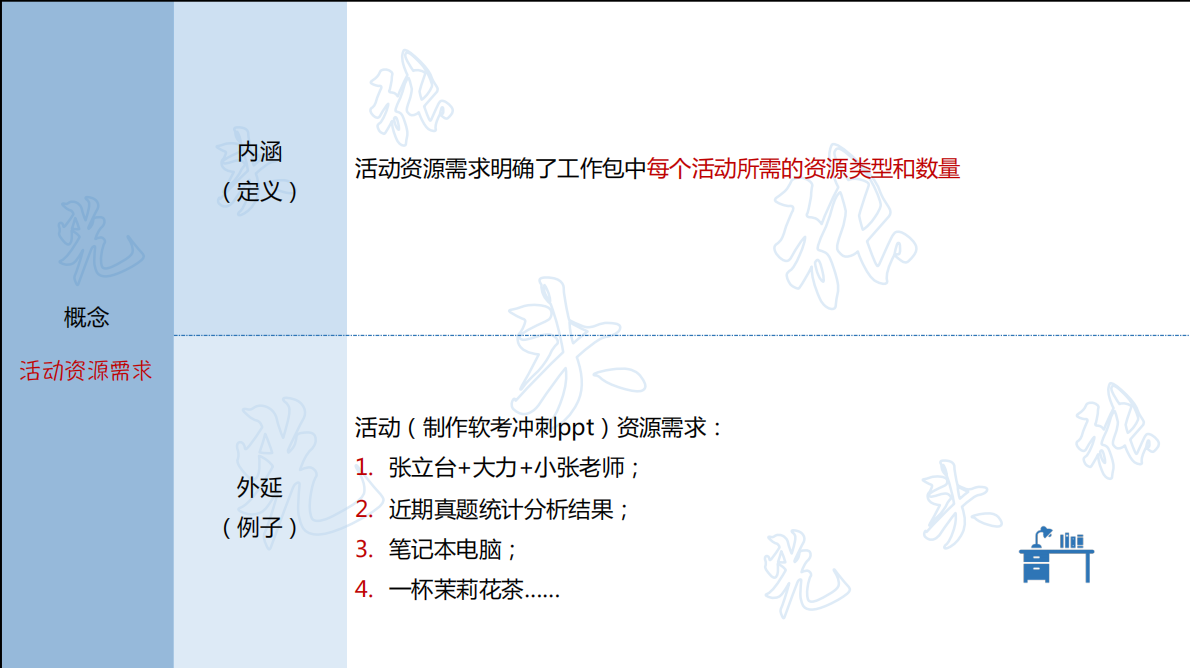 概念
活动资源需求
内涵
（定义）
活动资源需求明确了工作包中每个活动所需的资源类型和数量
外延
（例子）
活动（制作软考冲刺ppt）资源需求：
1. 张立台+大力+小张老师；
2. 近期真题统计分析结果；
3. 笔记本电脑；
4. 一杯茉莉花茶……